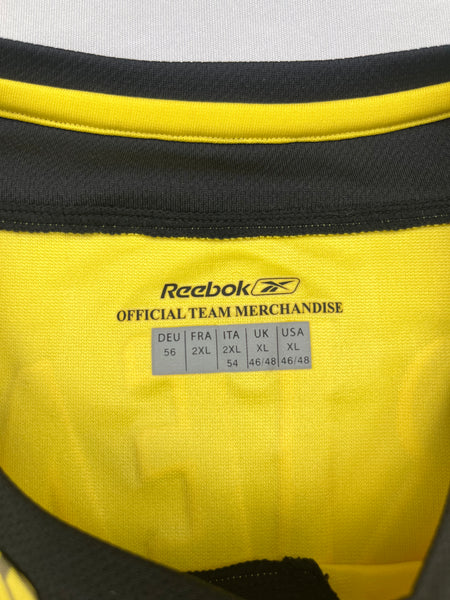 Reebok
OFFICIAL TEAM MERCHANDISE
DEU FRA ITA UK USA
56 2XL 2XL XL XL
54 46/48 46/48